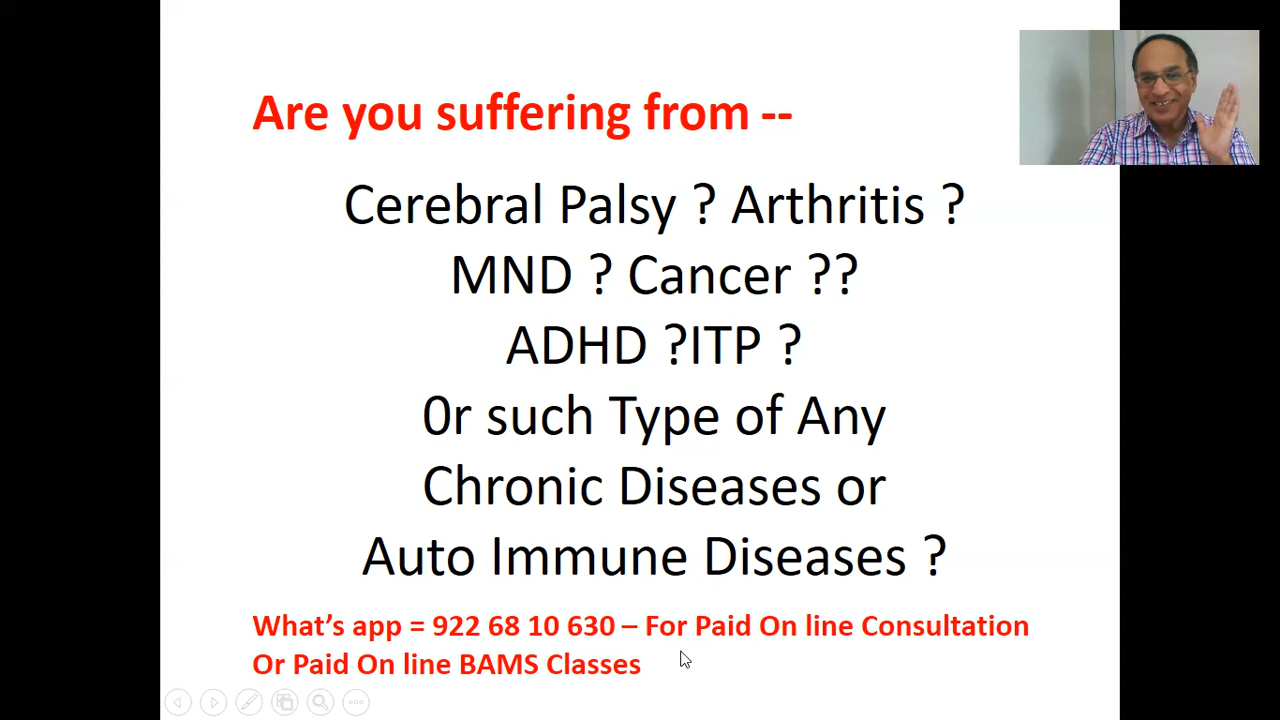 Are you suffering from --
Cerebral Palsy ? Arthritis ?
MND ? Cancer ??
ADHD ?ITP ?
0r such Type of Any
Chronic Diseases or
Auto Immune Diseases ?
What’s app = 922 68 10 630 – For Paid On line Consultation
Or Paid On line BAMS Classes